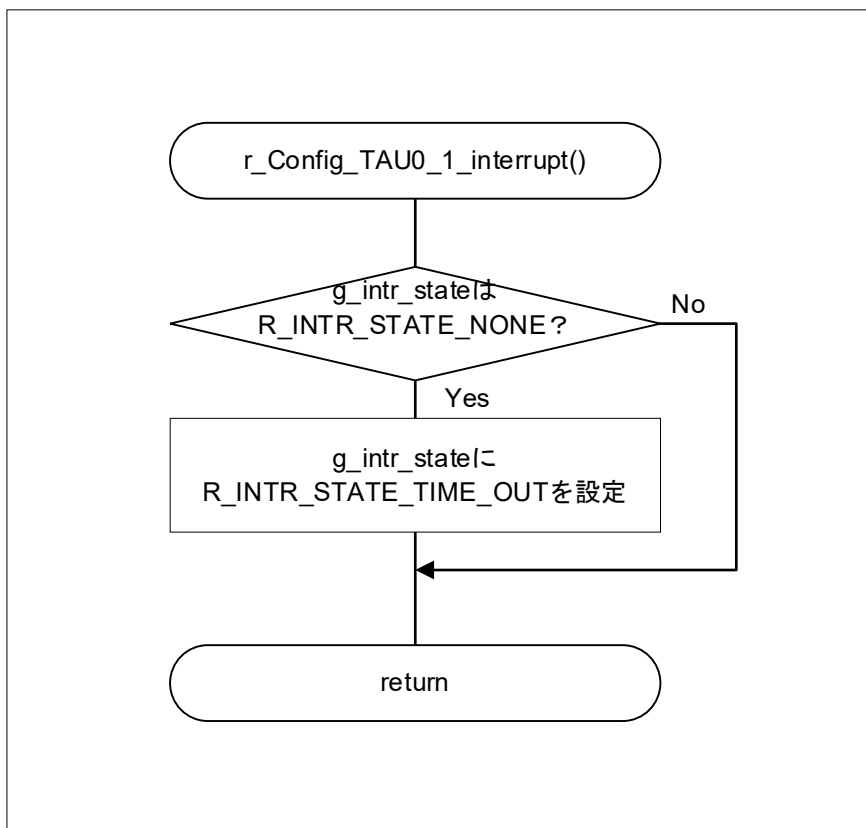 r_Config_TAU0_1_interrupt()
g_intr_stateは
R_INTR_STATE_NONE？
No
Yes
g_intr_stateに
R_INTR_STATE_TIME_OUTを設定
return